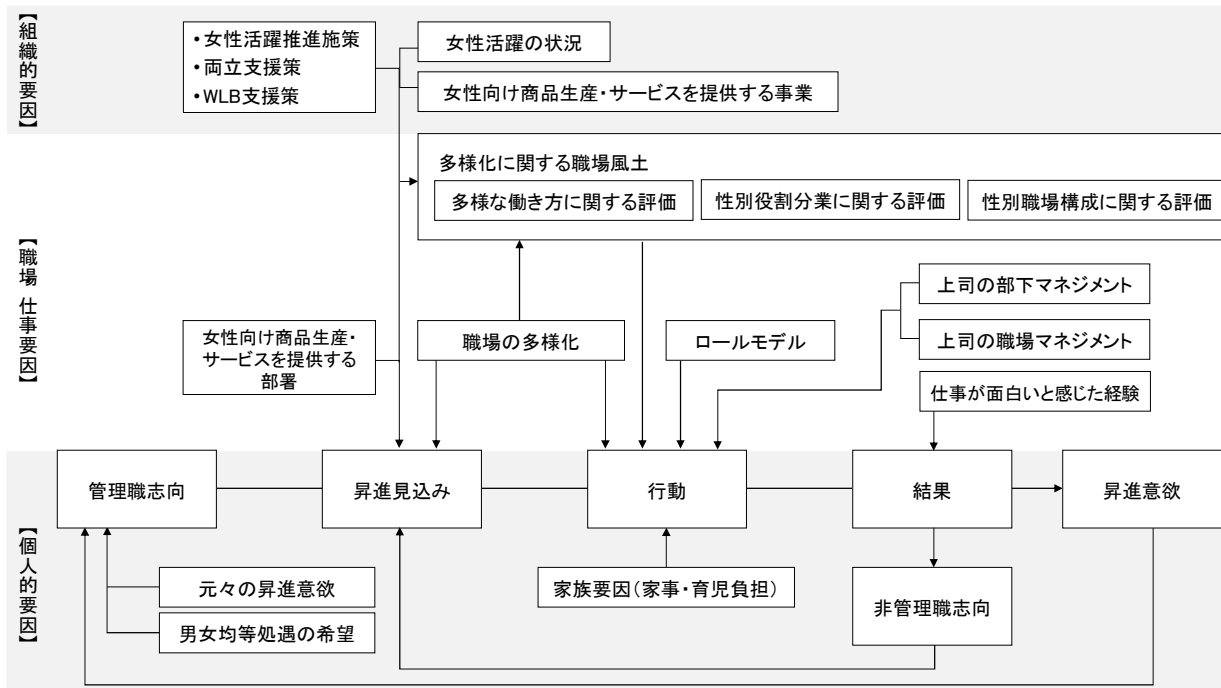 【組織的要因】
・女性活躍推進施策
・両立支援策
・WLB支援策
女性活躍の状況
女性向け商品生産・サービスを提供する事業
多様化に関する職場風土
多様な働き方に関する評価
性別役割分業に関する評価
性別職場構成に関する評価
【職場 仕事要因】
女性向け商品生産・
サービスを提供する
部署
職場の多様化
ロールモデル
上司の部下マネジメント
上司の職場マネジメント
仕事が面白いと感じた経験
【個人的要因】
管理職志向
昇進見込み
行動
結果
昇進意欲
元々の昇進意欲
男女均等処遇の希望
家族要因（家事・育児負担）
非管理職志向